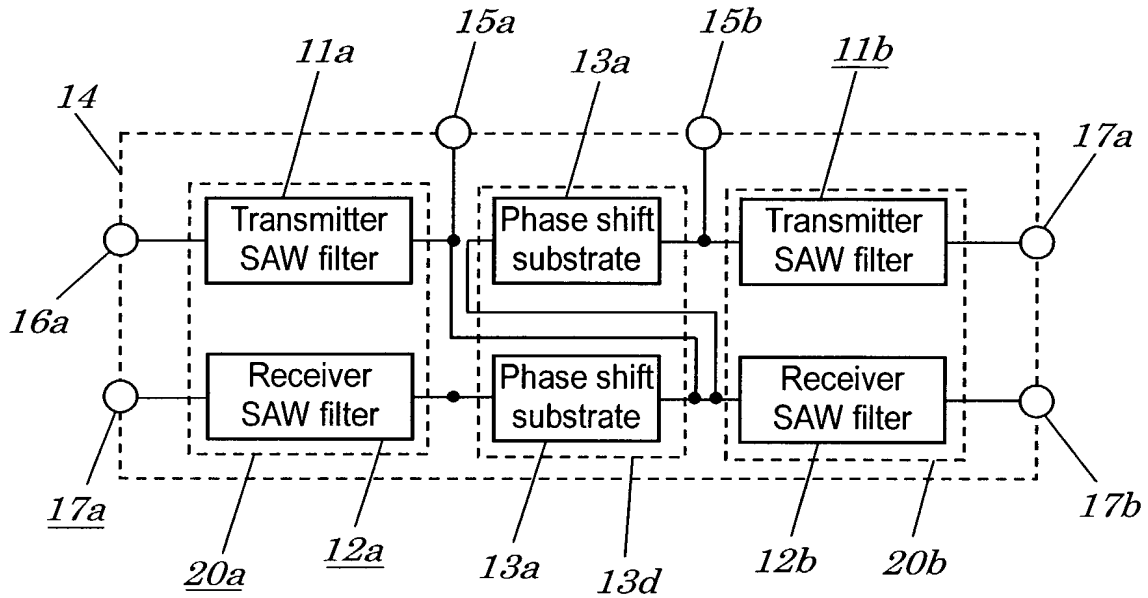 15a
15b
11a
13a
11b
14
17a
Transmitter
SAW filter
Phase shift
substrate
Transmitter
SAW filter
16a
Receiver
SAW filter
Phase shift
substrate
Receiver
SAW filter
17a
20a
12a
13a
13d
12b
20b
17b